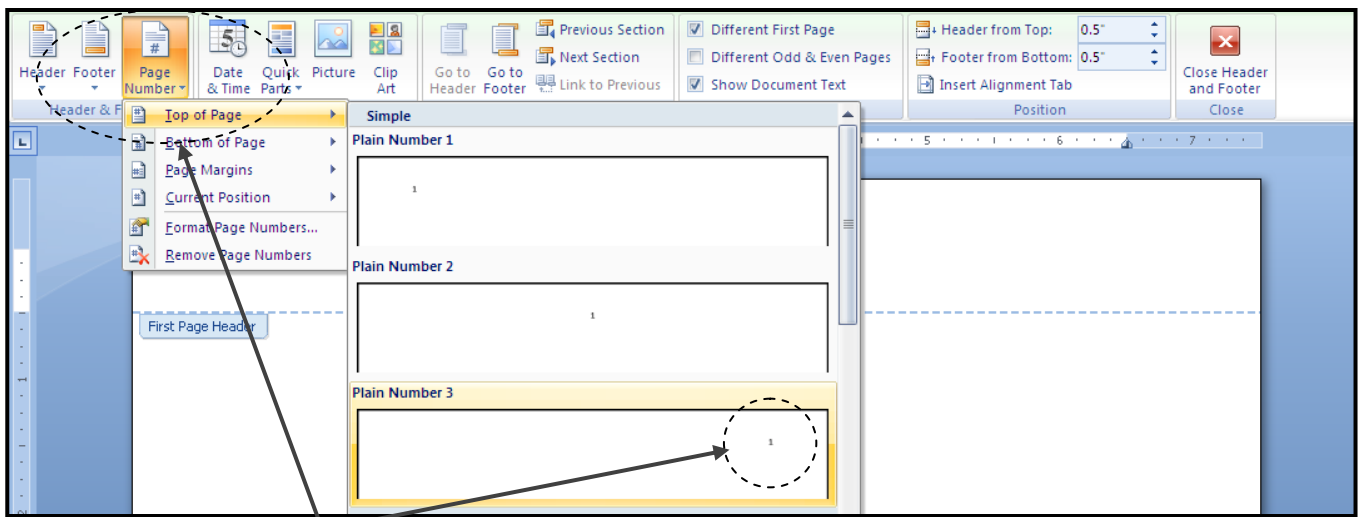 Header Footer Page Number
Date & Time Quick Parts Picture Clip Art
Go to Header Go to Footer
Previous Section
Next Section
Link to Previous
Different First Page
Different Odd & Even Pages
Show Document Text
Header from Top: 0.5"
Footer from Bottom: 0.5"
Insert Alignment Tab
Close Header and Footer
Header & F
Position
Close
Top of Page
Bottom of Page
Page Margins
Current Position
Format Page Numbers...
Remove Page Numbers
Simple
Plain Number 1
1
Plain Number 2
1
Plain Number 3
1
5 6 7
L
First Page Header
1